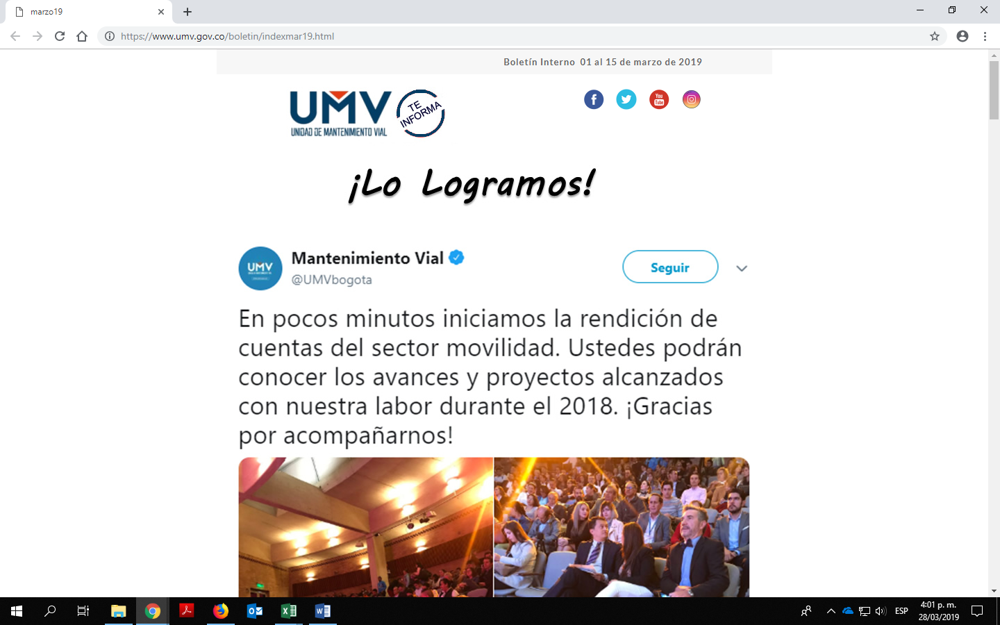 marzo19
https://www.umv.gov.co/boletin/indexmar19.html
Boletín Interno 01 al 15 de marzo de 2019
UMV
UNIDAD DE MANTENIMIENTO VIAL
TE
INFORMA
You
Tube
¡Lo Logramos!
UMV
Mantenimiento Vial
@UMVbogota
Seguir
En pocos minutos iniciamos la rendición de
cuentas del sector movilidad. Ustedes podrán
conocer los avances y proyectos alcanzados
con nuestra labor durante el 2018. ¡Gracias
por acompañarnos!
ESP
4:01 p. m.
28/03/2019